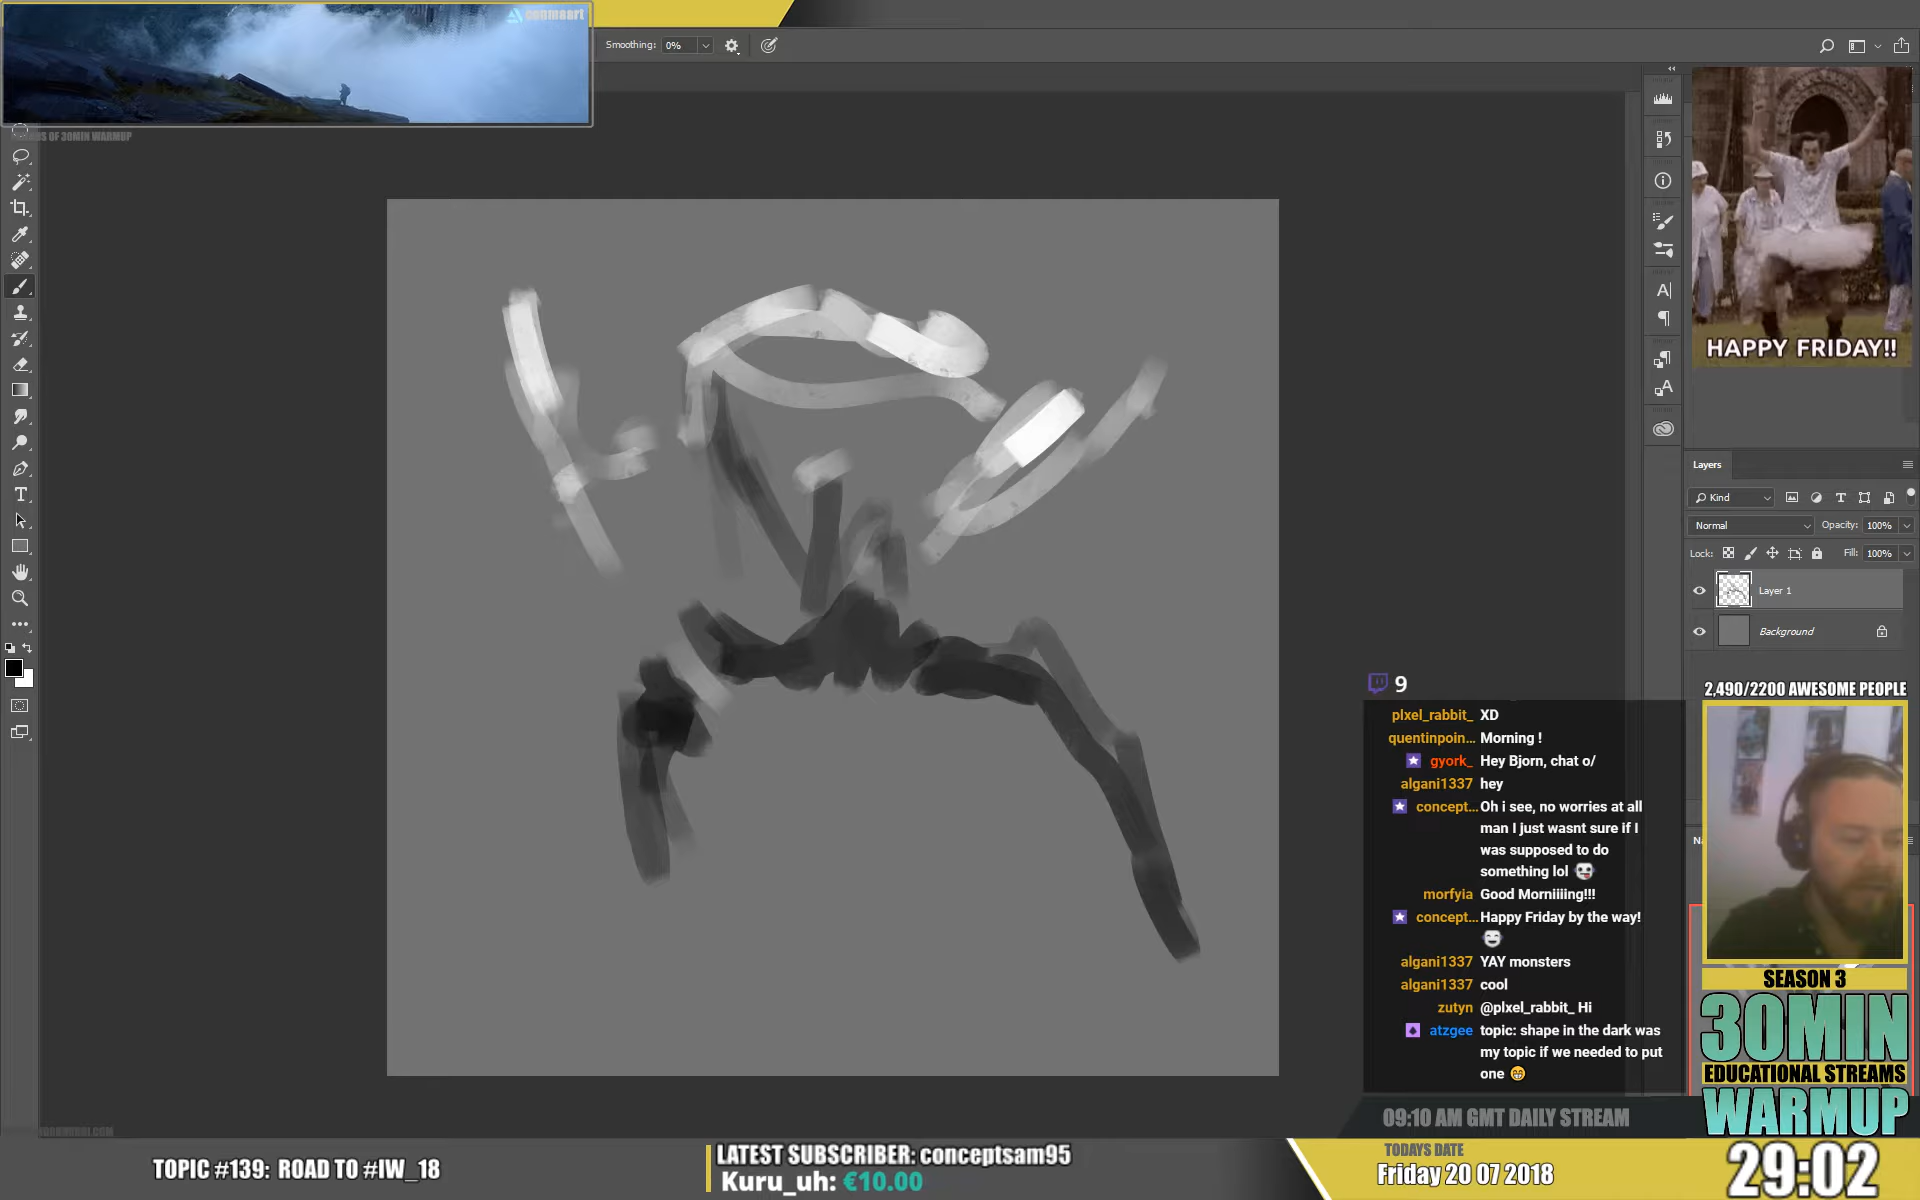 conmaart
Smoothing: 0%
OF 30MIN WARMUP
HAPPY FRIDAY!!
Layers
Kind
Normal
Opacity: 100%
Lock:
Fill: 100%
Layer 1
Background
2,490/2200 AWESOME PEOPLE
9
plxel_rabbit_ XD
quentinpoin... Morning !
gyork_ Hey Bjorn, chat o/
algani1337 hey
concept... Oh i see, no worries at all
man I just wasnt sure if I
was supposed to do
something lol
morfyia Good Morniiiing!!!
concept... Happy Friday by the way!
algani1337 YAY monsters
algani1337 cool
zutyn @plxel_rabbit_ Hi
atzgee topic: shape in the dark was
my topic if we needed to put
one
SEASON 3
30MIN
EDUCATIONAL STREAMS
WARMUP
09:10 AM GMT DAILY STREAM
TOPIC #139: ROAD TO #IW_18
LATEST SUBSCRIBER: conceptsam95
Kuru_uh: €10.00
TODAYS DATE
Friday 20 07 2018
29:02